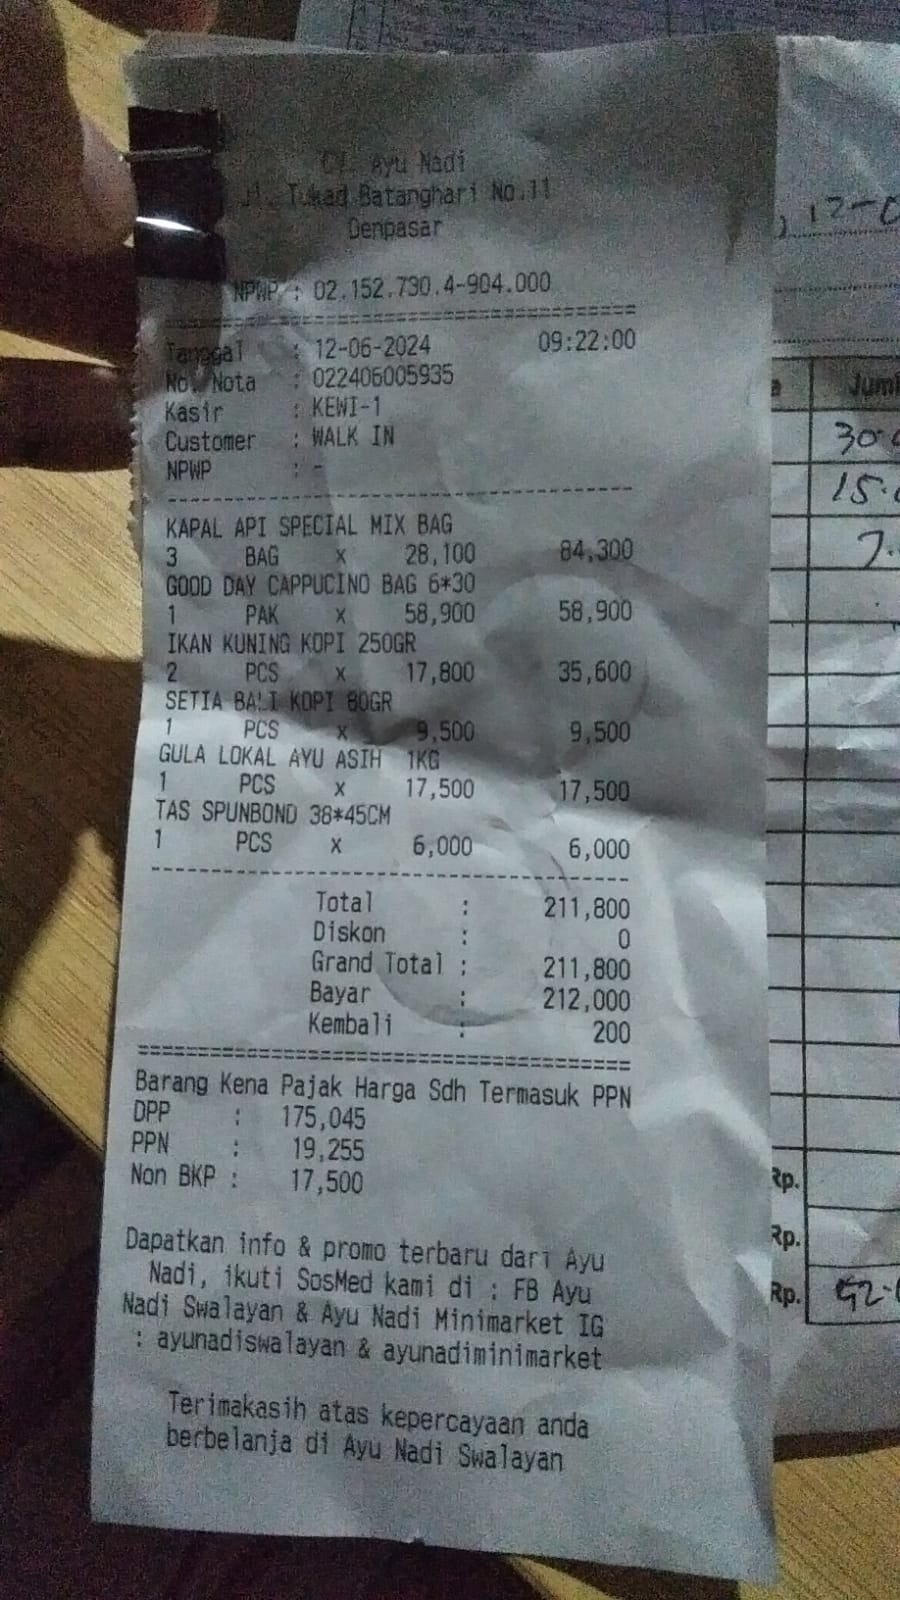 CV. Ayu Nadi
Jl. Tukad Batanghari No.11
Denpasar
NPWP : 02.152.730.4-904.000
Tanggal : 12-06-2024 09:22:00
No. Nota : 022406005935
Kasir : KEWI-1
Customer : WALK IN
NPWP : -
KAPAL API SPECIAL MIX BAG
3 BAG x 28,100 84,300
GOOD DAY CAPPUCINO BAG 6*30
1 PAK x 58,900 58,900
IKAN KUNING KOPI 250GR
2 PCS x 17,800 35,600
SETIA BALI KOPI 80GR
1 PCS x 9,500 9,500
GULA LOKAL AYU ASIH 1KG
1 PCS x 17,500 17,500
TAS SPUNBOND 38*45CM
1 PCS x 6,000 6,000
Total : 211,800
Diskon : 0
Grand Total : 211,800
Bayar : 212,000
Kembali : 200
Barang Kena Pajak Harga Sdh Termasuk PPN
DPP : 175,045
PPN : 19,255
Non BKP : 17,500
Dapatkan info & promo terbaru dari Ayu
Nadi, ikuti SosMed kami di : FB Ayu
Nadi Swalayan & Ayu Nadi Minimarket IG
: ayunadiswalayan & ayunadiminimarket
Terimakasih atas kepercayaan anda
berbelanja di Ayu Nadi Swalayan
Rp.
Rp.
Rp.